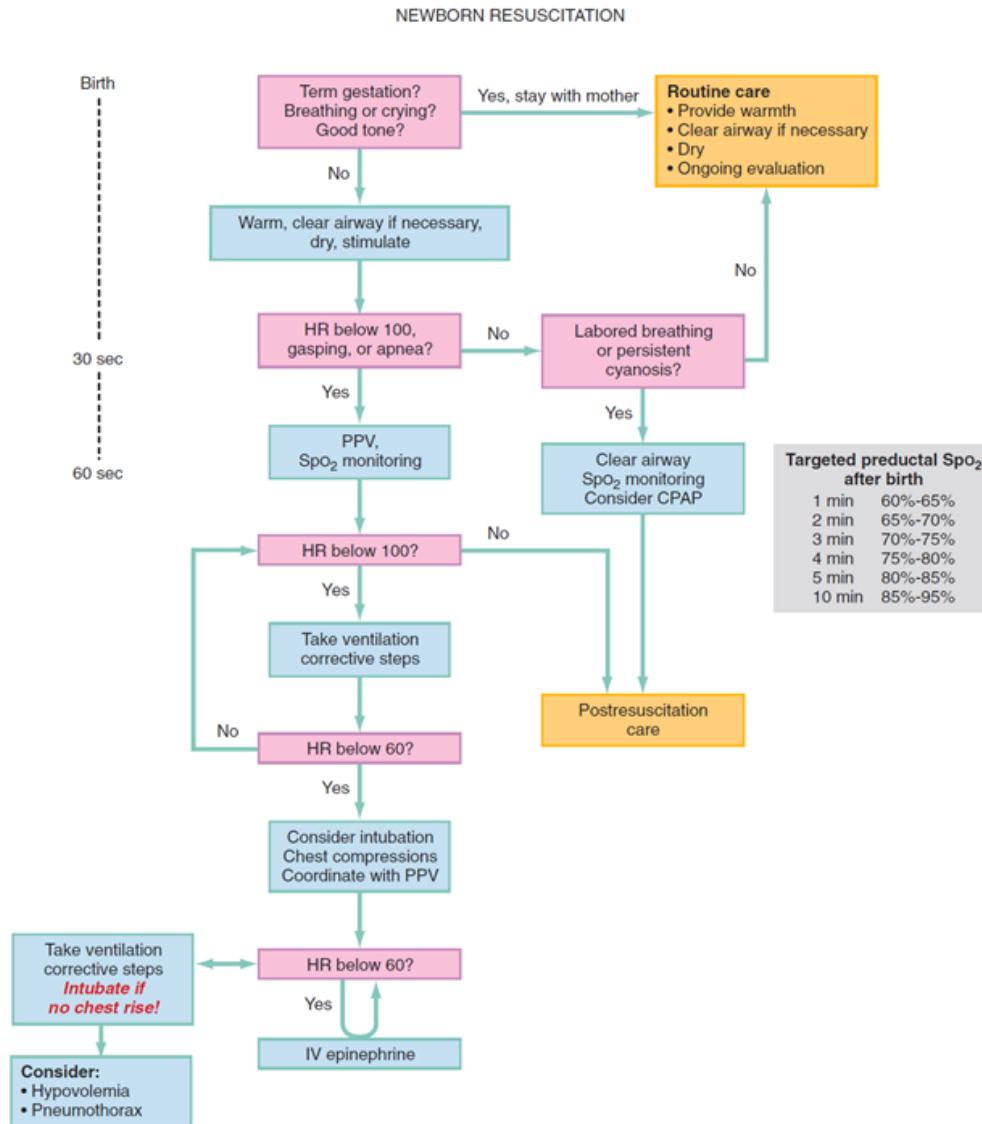 NEWBORN RESUSCITATION
Birth
Term gestation?
Breathing or crying?
Good tone?
Yes, stay with mother
Routine care
• Provide warmth
• Clear airway if necessary
• Dry
• Ongoing evaluation
No
Warm, clear airway if necessary,
dry, stimulate
No
HR below 100,
gasping, or apnea?
No
Labored breathing
or persistent
cyanosis?
30 sec
Yes
Yes
PPV,
Spo₂ monitoring
Clear airway
Spo₂ monitoring
Consider CPAP
60 sec
Targeted preductal Spo₂
after birth
1 min 60%-65%
2 min 65%-70%
3 min 70%-75%
4 min 75%-80%
5 min 80%-85%
10 min 85%-95%
HR below 100?
No
Yes
Take ventilation
corrective steps
Postresuscitation
care
No
HR below 60?
Yes
Consider intubation
Chest compressions
Coordinate with PPV
Take ventilation
corrective steps
Intubate if
no chest rise!
HR below 60?
Yes
IV epinephrine
Consider:
• Hypovolemia
• Pneumothorax